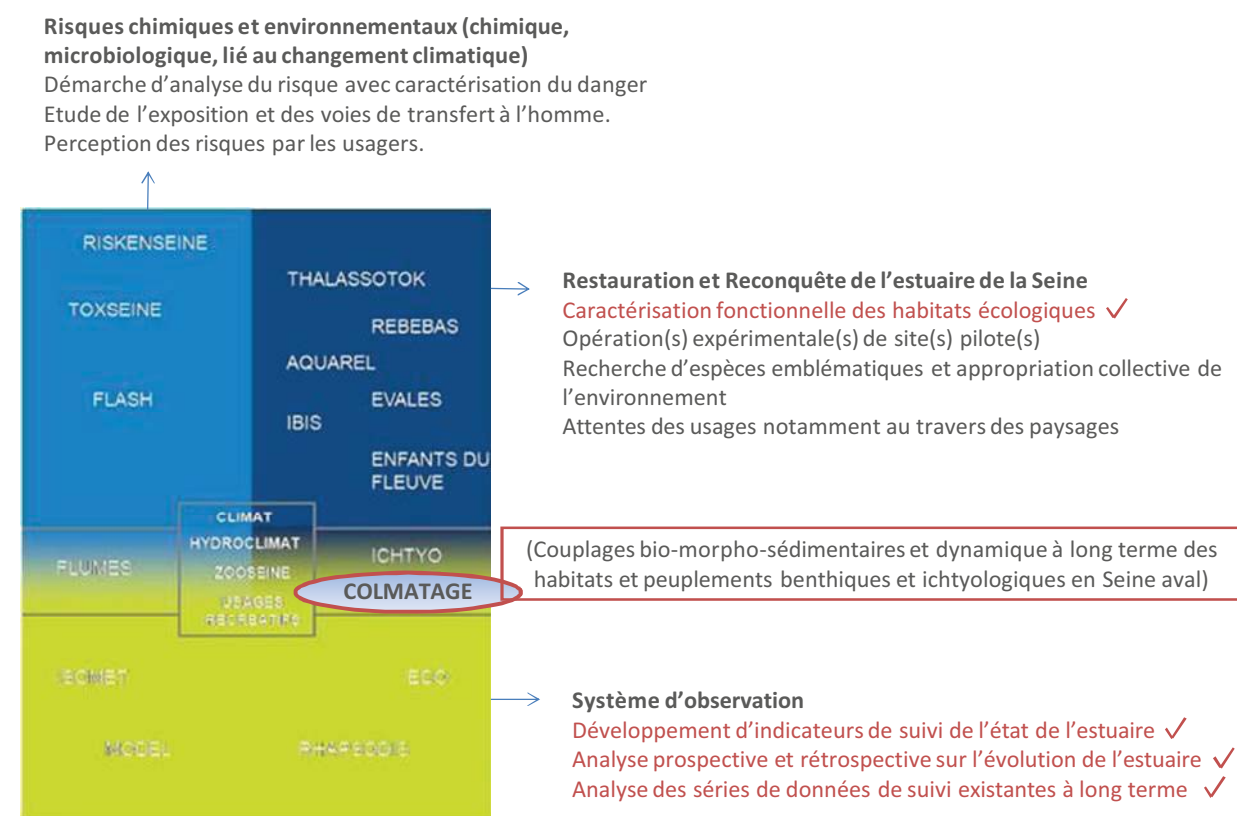 Risques chimiques et environnementaux (chimique,
microbiologique, lié au changement climatique)
Démarche d’analyse du risque avec caractérisation du danger
Etude de l’exposition et des voies de transfert à l’homme.
Perception des risques par les usagers.
RISKENSEINE
THALASSOTOK
TOXSEINE
REBEBAS
AQUAREL
FLASH
EVALES
IBIS
ENFANTS DU
FLEUVE
Restauration et Reconquête de l’estuaire de la Seine
Caractérisation fonctionnelle des habitats écologiques ✓
Opération(s) expérimentale(s) de site(s) pilote(s)
Recherche d’espèces emblématiques et appropriation collective de
l’environnement
Attentes des usages notamment au travers des paysages
CLIMAT
HYDROCLIMAT
FLUMES
ZOOSEINE
ICHTYO
USAGES
RECREATIFS
COLMATAGE
(Couplages bio-morpho-sédimentaires et dynamique à long terme des
habitats et peuplements benthiques et ichtyologiques en Seine aval)
ECO
MODEL
RHAPSODIE
Système d’observation
Développement d’indicateurs de suivi de l’état de l’estuaire ✓
Analyse prospective et rétrospective sur l’évolution de l’estuaire ✓
Analyse des séries de données de suivi existantes à long terme ✓